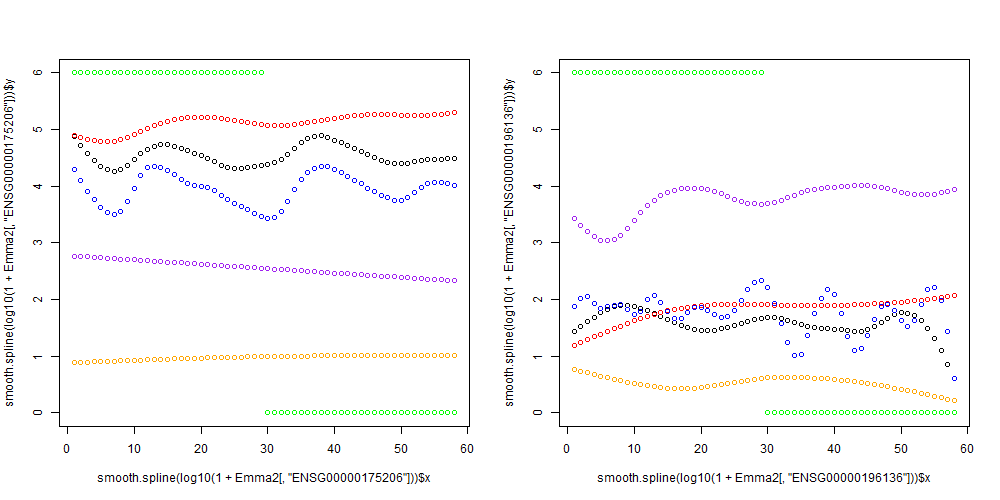 smooth.spline(log10(1 + Emma2[, "ENSG00000175206"]))$y
6
5
4
3
2
1
0
0 10 20 30 40 50 60
smooth.spline(log10(1 + Emma2[, "ENSG00000175206"]))$x
smooth.spline(log10(1 + Emma2[, "ENSG00000196136"]))$y
6
5
4
3
2
1
0
0 10 20 30 40 50 60
smooth.spline(log10(1 + Emma2[, "ENSG00000196136"]))$x